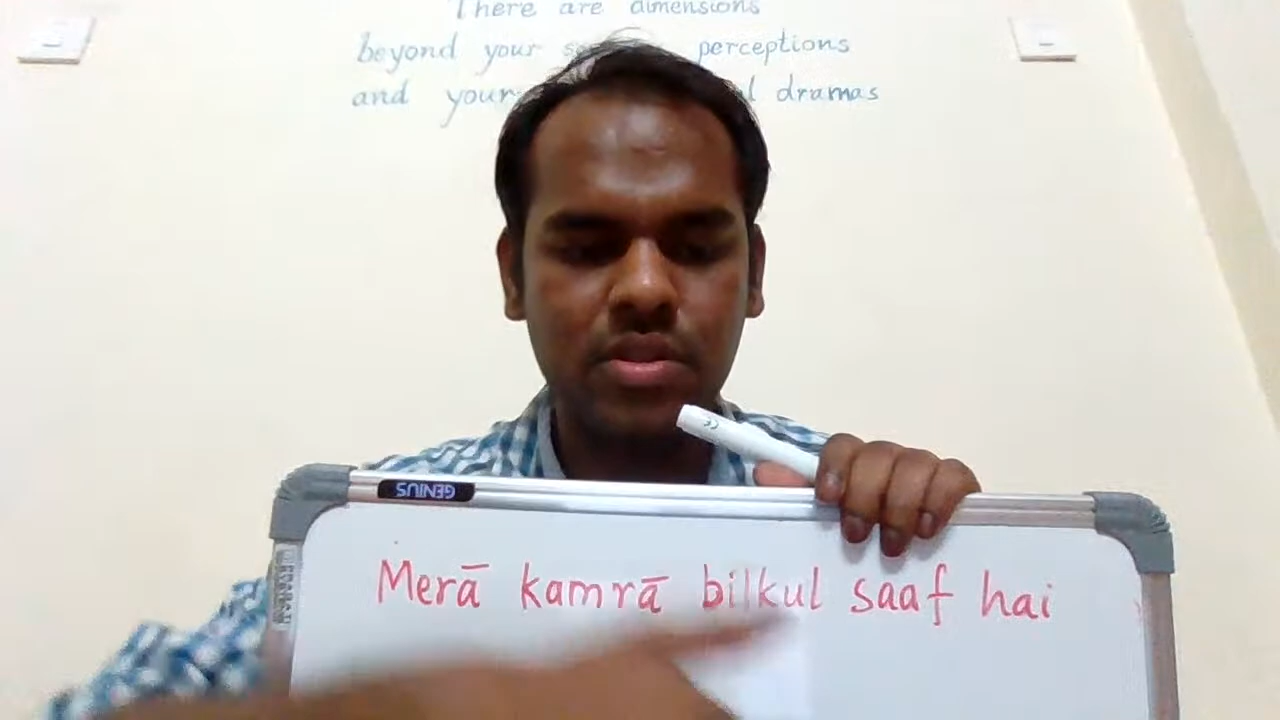 There are dimensions
beyond your perceptions
and your dramas
GENIUS
Merā kamrā bilkul saaf hai